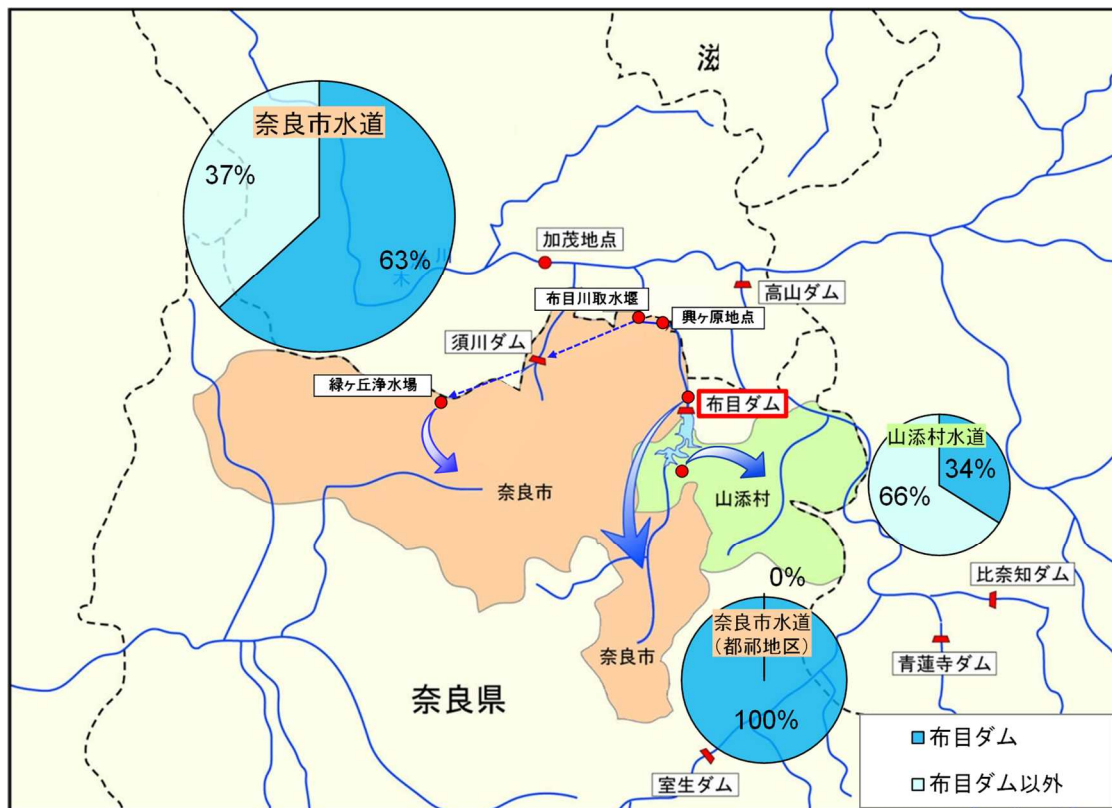 滋
奈良市水道
37%
63%
木
川
加茂地点
布目川取水堰
興ヶ原地点
高山ダム
須川ダム
緑ヶ丘浄水場
布目ダム
山添村水道
34%
66%
奈良市
山添村
0%
比奈知ダム
奈良市水道
(都祁地区)
100%
奈良市
青蓮寺ダム
奈良県
室生ダム
布目ダム
布目ダム以外